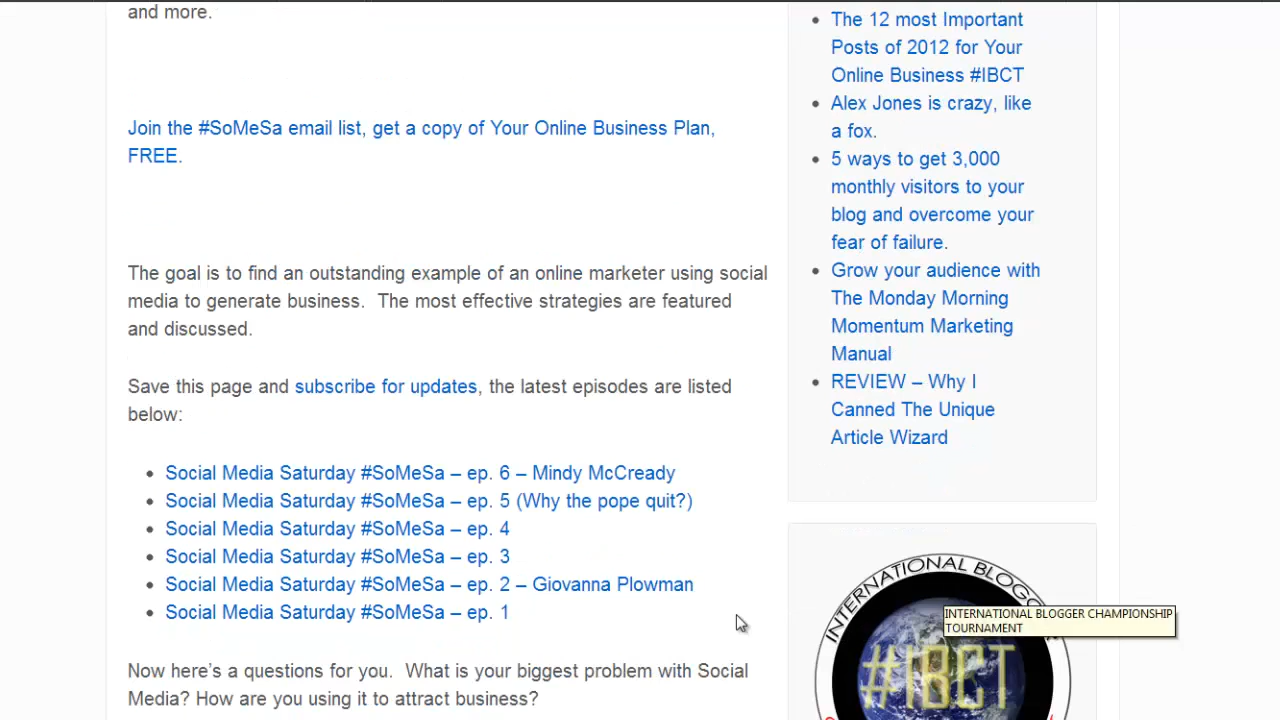 and more.
Join the #SoMeSa email list, get a copy of Your Online Business Plan,
FREE.
The goal is to find an outstanding example of an online marketer using social
media to generate business.  The most effective strategies are featured
and discussed.
Save this page and subscribe for updates, the latest episodes are listed
below:
Social Media Saturday #SoMeSa – ep. 6 – Mindy McCready
Social Media Saturday #SoMeSa – ep. 5 (Why the pope quit?)
Social Media Saturday #SoMeSa – ep. 4
Social Media Saturday #SoMeSa – ep. 3
Social Media Saturday #SoMeSa – ep. 2 – Giovanna Plowman
Social Media Saturday #SoMeSa – ep. 1
Now here's a questions for you.  What is your biggest problem with Social
Media? How are you using it to attract business?
The 12 most Important
Posts of 2012 for Your
Online Business #IBCT
Alex Jones is crazy, like
a fox.
5 ways to get 3,000
monthly visitors to your
blog and overcome your
fear of failure.
Grow your audience with
The Monday Morning
Momentum Marketing
Manual
REVIEW – Why I
Canned The Unique
Article Wizard
INTERNATIONAL BLOGG
INTERNATIONAL BLOGGER CHAMPIONSHIP
TOURNAMENT
#IBCT